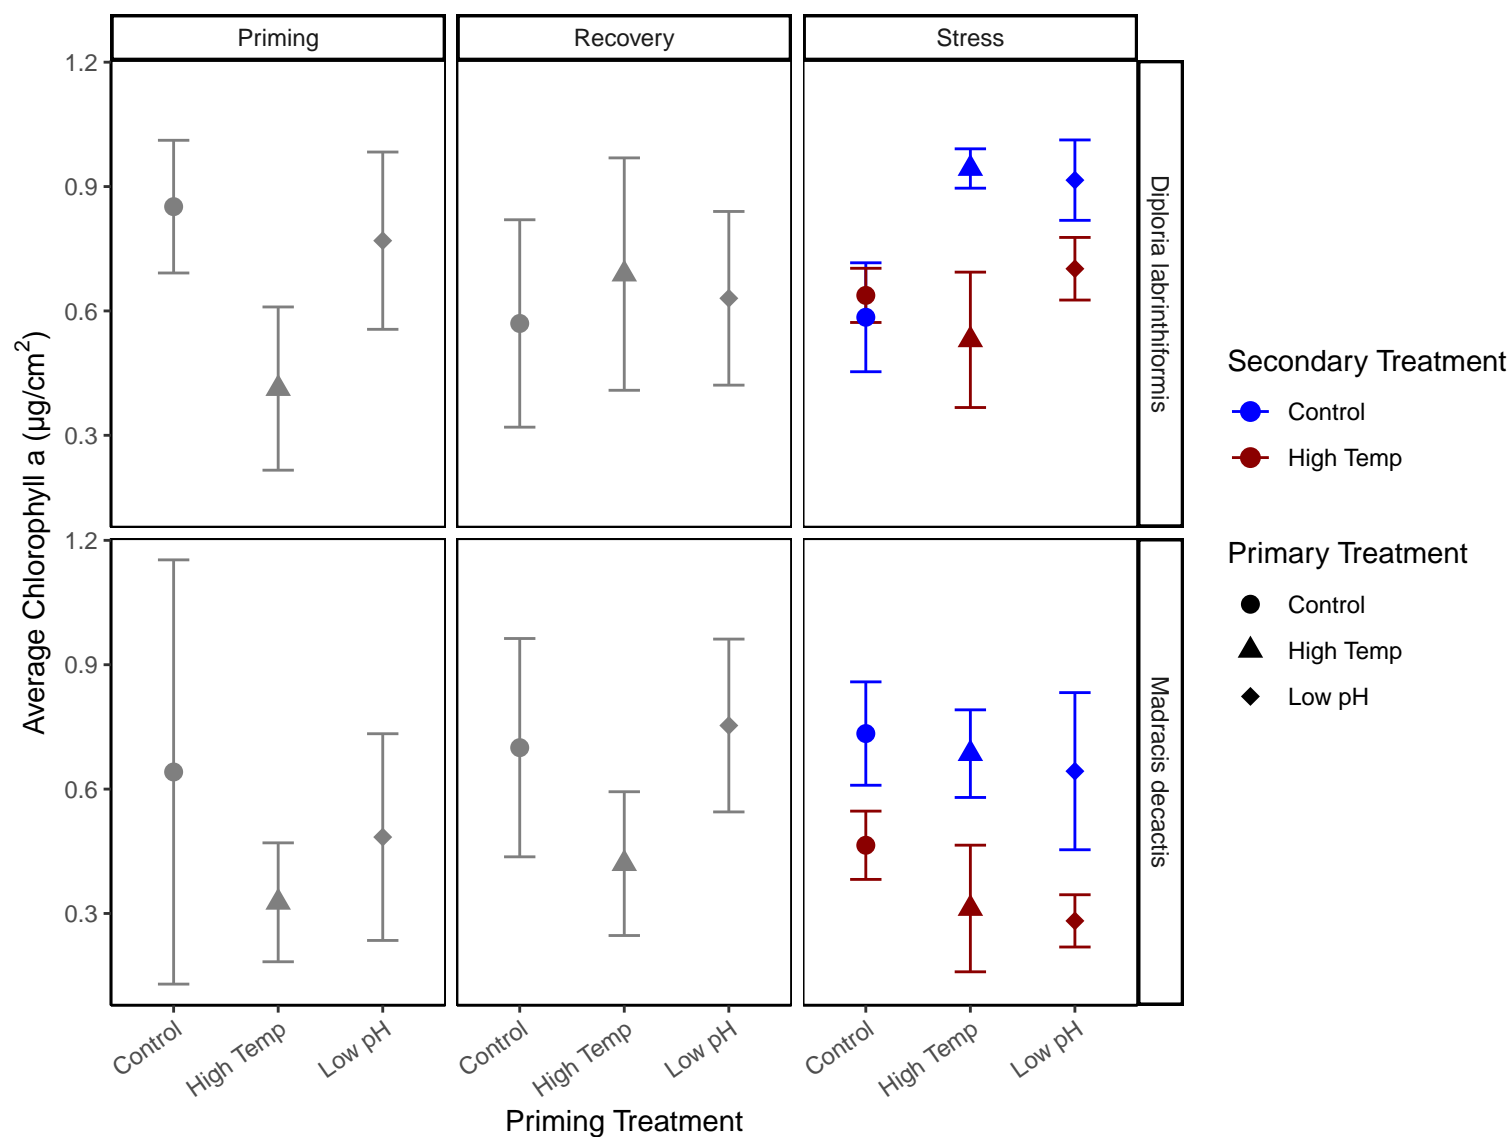 Priming
Recovery
Stress
1.2
0.9
0.6
0.3
Diploria labrinthiformis
1.2
0.9
0.6
0.3
Madracis decactis
Average Chlorophyll a (µg/cm²)
Control
High Temp
Low pH
Control
High Temp
Low pH
Control
High Temp
Low pH
Priming Treatment
Secondary Treatment
Control
High Temp
Primary Treatment
Control
High Temp
Low pH